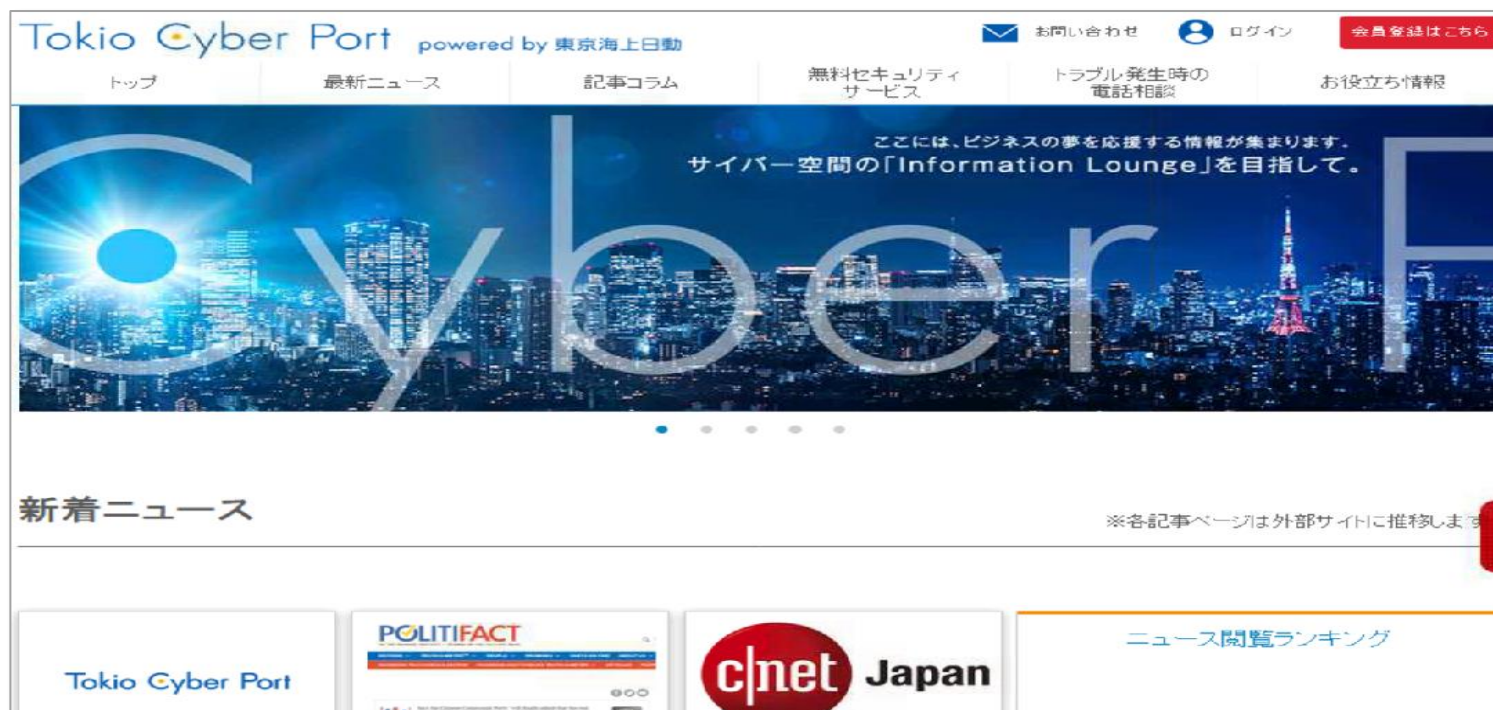 Tokio Cyber Port powered by 東京海上日動
お問い合わせ
ログイン
会員登録はこちら
トップ
最新ニュース
記事コラム
無料セキュリティ
サービス
トラブル発生時の
電話相談
お役立ち情報
ここには、ビジネスの夢を応援する情報が集まります。
サイバー空間の「Information Lounge」を目指して。
Cyber P
新着ニュース
※各記事ページは外部サイトに推移します
Tokio Cyber Port
POLITIFACT
c|net Japan
ニュース閲覧ランキング